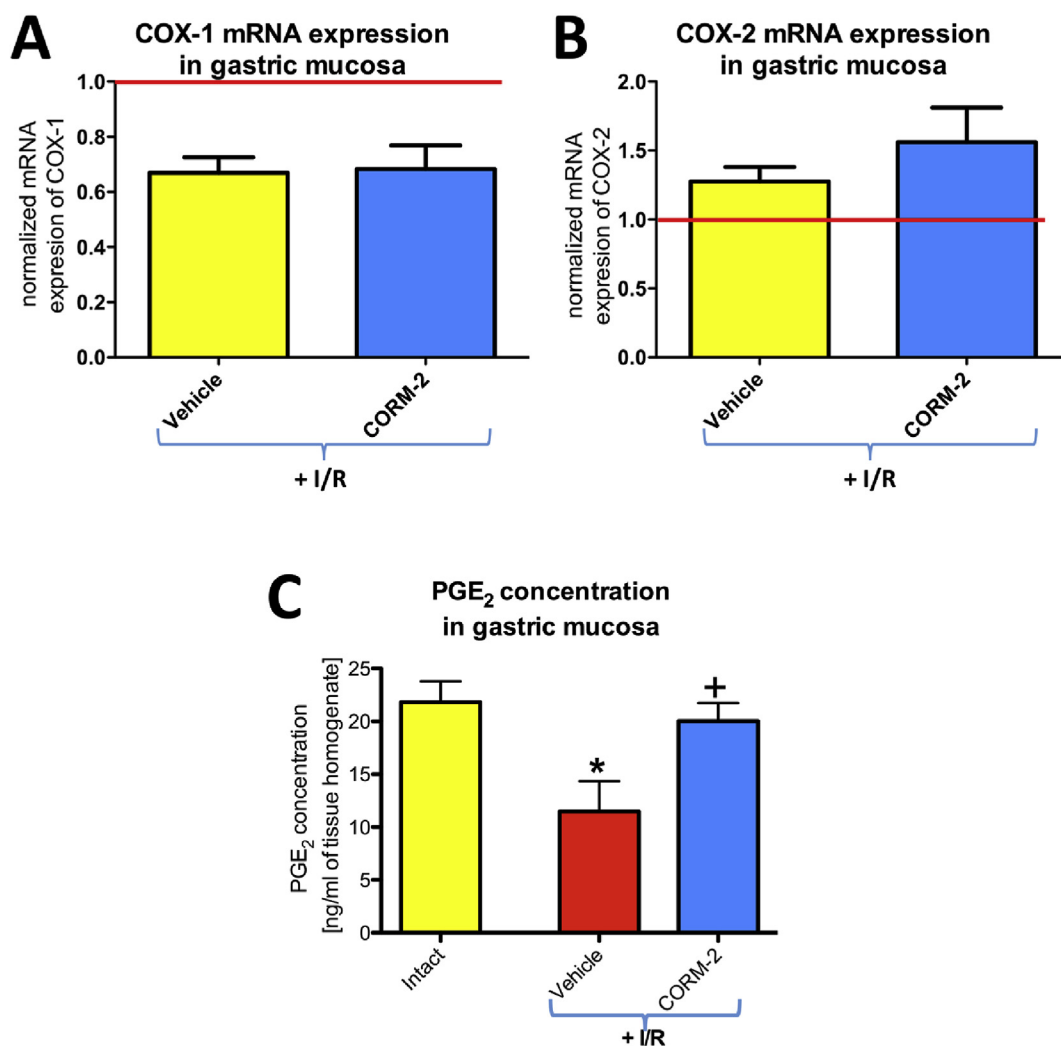 A
COX-1 mRNA expression
in gastric mucosa
normalized mRNA
expresion of COX-1
1.0
0.8
0.6
0.4
0.2
0.0
Vehicle
CORM-2
+ I/R
B
COX-2 mRNA expression
in gastric mucosa
normalized mRNA
expresion of COX-2
2.0
1.5
1.0
0.5
0.0
Vehicle
CORM-2
+ I/R
C
PGE₂ concentration
in gastric mucosa
PGE₂ concentration
[ng/ml of tissue homogenate]
25
20
15
10
5
0
*
+
Intact
Vehicle
CORM-2
+ I/R